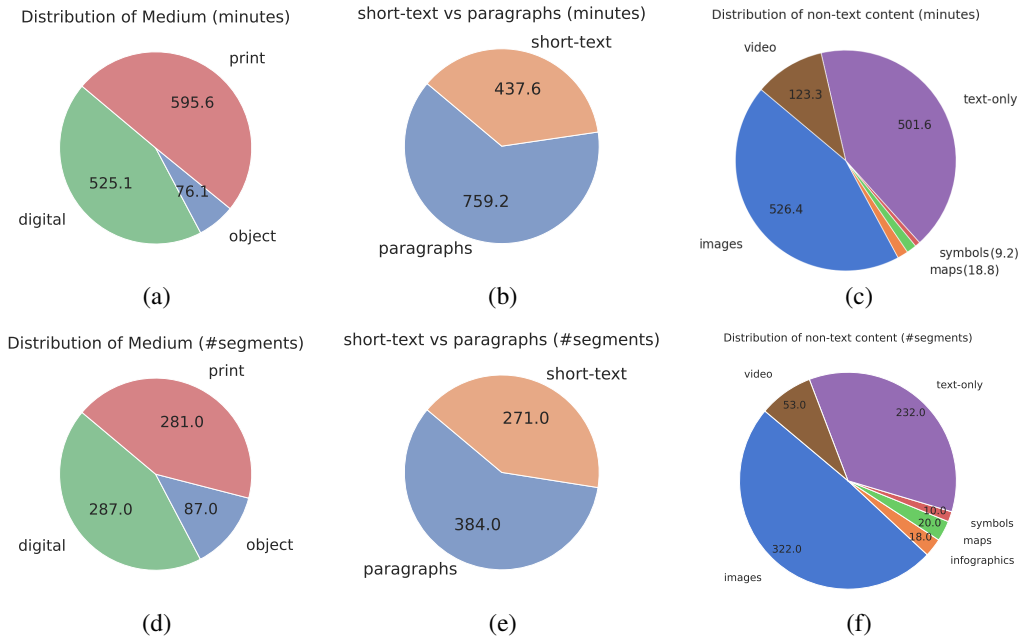 Distribution of Medium (minutes)
print
595.6
525.1
76.1
digital
object
(a)
short-text vs paragraphs (minutes)
short-text
437.6
759.2
paragraphs
(b)
Distribution of non-text content (minutes)
video
123.3
text-only
501.6
526.4
images
symbols(9.2)
maps(18.8)
(c)
Distribution of Medium (#segments)
print
281.0
287.0
87.0
digital
object
(d)
short-text vs paragraphs (#segments)
short-text
271.0
384.0
paragraphs
(e)
Distribution of non-text content (#segments)
video
text-only
53.0
232.0
10.0
20.0
symbols
18.0
maps
322.0
infographics
images
(f)